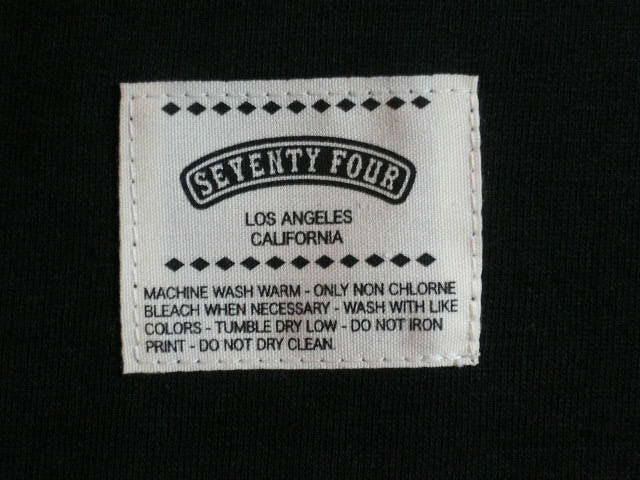 SEVENTY FOUR
LOS ANGELES
CALIFORNIA
MACHINE WASH WARM - ONLY NON CHLORNE
BLEACH WHEN NECESSARY - WASH WITH LIKE
COLORS - TUMBLE DRY LOW - DO NOT IRON
PRINT - DO NOT DRY CLEAN.